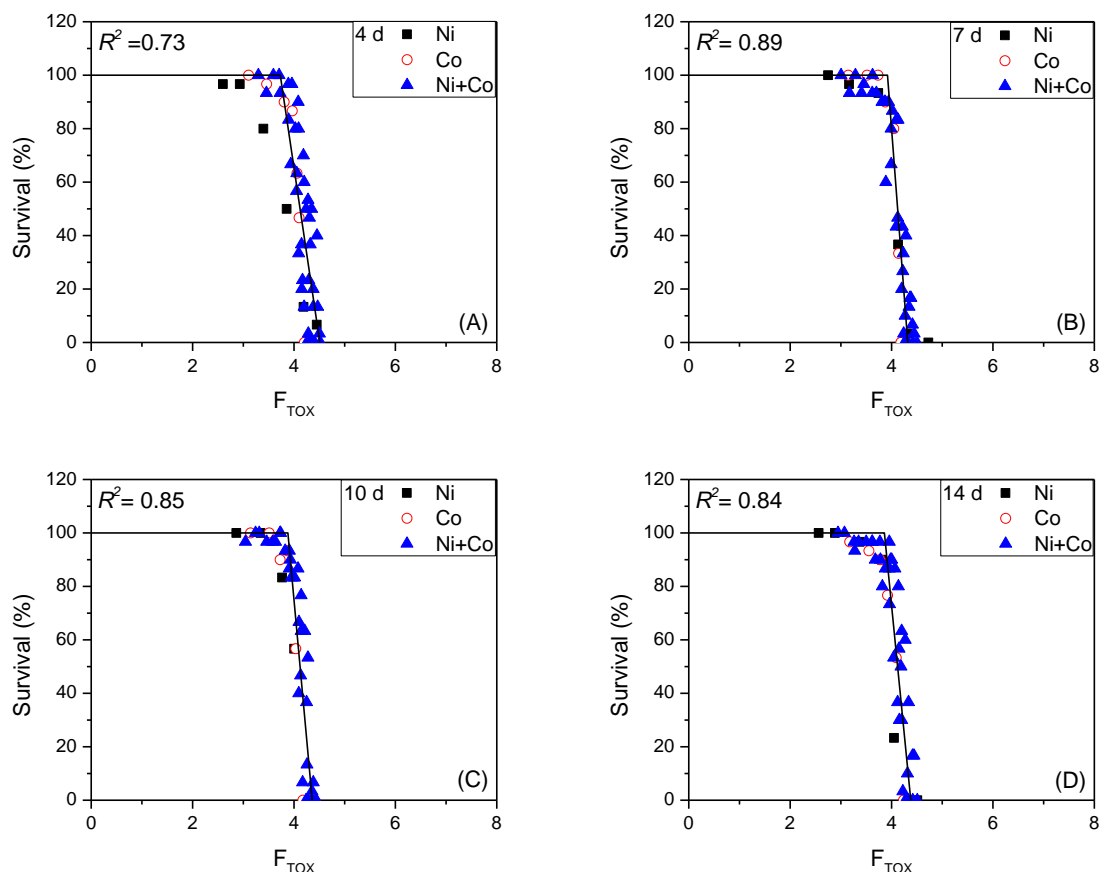 R²=0.73
4 d
Ni
Co
Ni+Co
120
100
80
60
40
20
0
Survival (%)
(A)
0 2 4 6 8
F_TOX
R² = 0.89
7 d
Ni
Co
Ni+Co
120
100
80
60
40
20
0
Survival (%)
(B)
0 2 4 6 8
F_TOX
R²= 0.85
10 d
Ni
Co
Ni+Co
120
100
80
60
40
20
0
Survival (%)
(C)
0 2 4 6 8
F_TOX
R² = 0.84
14 d
Ni
Co
Ni+Co
120
100
80
60
40
20
0
Survival (%)
(D)
0 2 4 6 8
F_TOX